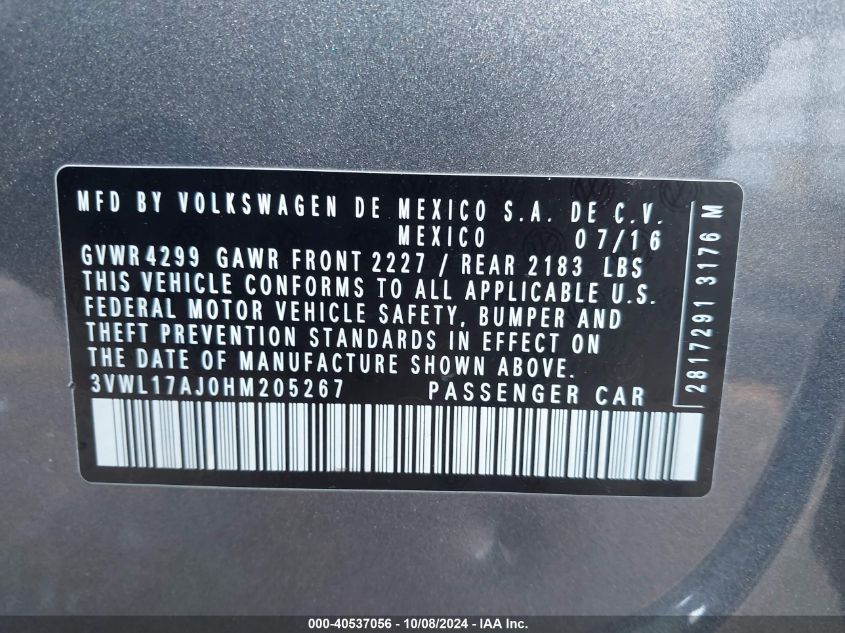 MFD BY VOLKSWAGEN DE MEXICO S.A. DE C.V.
MEXICO 07/16
GVWR 4299 GAWR FRONT 2227 / REAR 2183 LBS
THIS VEHICLE CONFORMS TO ALL APPLICABLE U.S.
FEDERAL MOTOR VEHICLE SAFETY, BUMPER AND
THEFT PREVENTION STANDARDS IN EFFECT ON
THE DATE OF MANUFACTURE SHOWN ABOVE.
3VWL17AJ0HM205267 PASSENGER CAR
2817291 3176 M
000-40537056 - 10/08/2024 - IAA Inc.